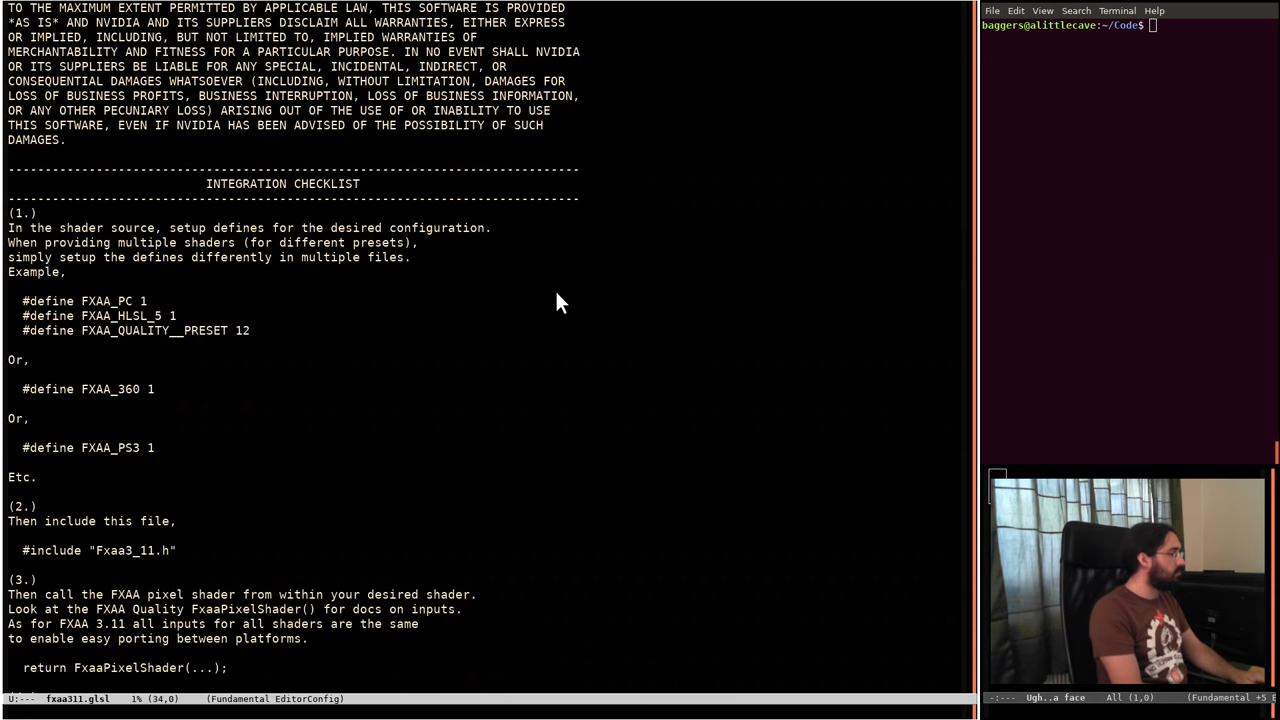 TO THE MAXIMUM EXTENT PERMITTED BY APPLICABLE LAW, THIS SOFTWARE IS PROVIDED
*AS IS* AND NVIDIA AND ITS SUPPLIERS DISCLAIM ALL WARRANTIES, EITHER EXPRESS
OR IMPLIED, INCLUDING, BUT NOT LIMITED TO, IMPLIED WARRANTIES OF
MERCHANTABILITY AND FITNESS FOR A PARTICULAR PURPOSE. IN NO EVENT SHALL NVIDIA
OR ITS SUPPLIERS BE LIABLE FOR ANY SPECIAL, INCIDENTAL, INDIRECT, OR
CONSEQUENTIAL DAMAGES WHATSOEVER (INCLUDING, WITHOUT LIMITATION, DAMAGES FOR
LOSS OF BUSINESS PROFITS, BUSINESS INTERRUPTION, LOSS OF BUSINESS INFORMATION,
OR ANY OTHER PECUNIARY LOSS) ARISING OUT OF THE USE OF OR INABILITY TO USE
THIS SOFTWARE, EVEN IF NVIDIA HAS BEEN ADVISED OF THE POSSIBILITY OF SUCH
DAMAGES.
------------------------------------------------------------------------------
INTEGRATION CHECKLIST
------------------------------------------------------------------------------
(1.)
In the shader source, setup defines for the desired configuration.
When providing multiple shaders (for different presets),
simply setup the defines differently in multiple files.
Example,
#define FXAA_PC 1
#define FXAA_HLSL_5 1
#define FXAA_QUALITY__PRESET 12
Or,
#define FXAA_360 1
Or,
#define FXAA_PS3 1
Etc.
(2.)
Then include this file,
#include "Fxaa3_11.h"
(3.)
Then call the FXAA pixel shader from within your desired shader.
Look at the FXAA Quality FxaaPixelShader() for docs on inputs.
As for FXAA 3.11 all inputs for all shaders are the same
to enable easy porting between platforms.
return FxaaPixelShader(...);
U:--- fxaa311.glsl 1% (34,0) (Fundamental EditorConfig)
File Edit View Search Terminal Help
baggers@alittlecave:~/Code$
-:--- Ugh..a face All (1,0) (Fundamental +5 E